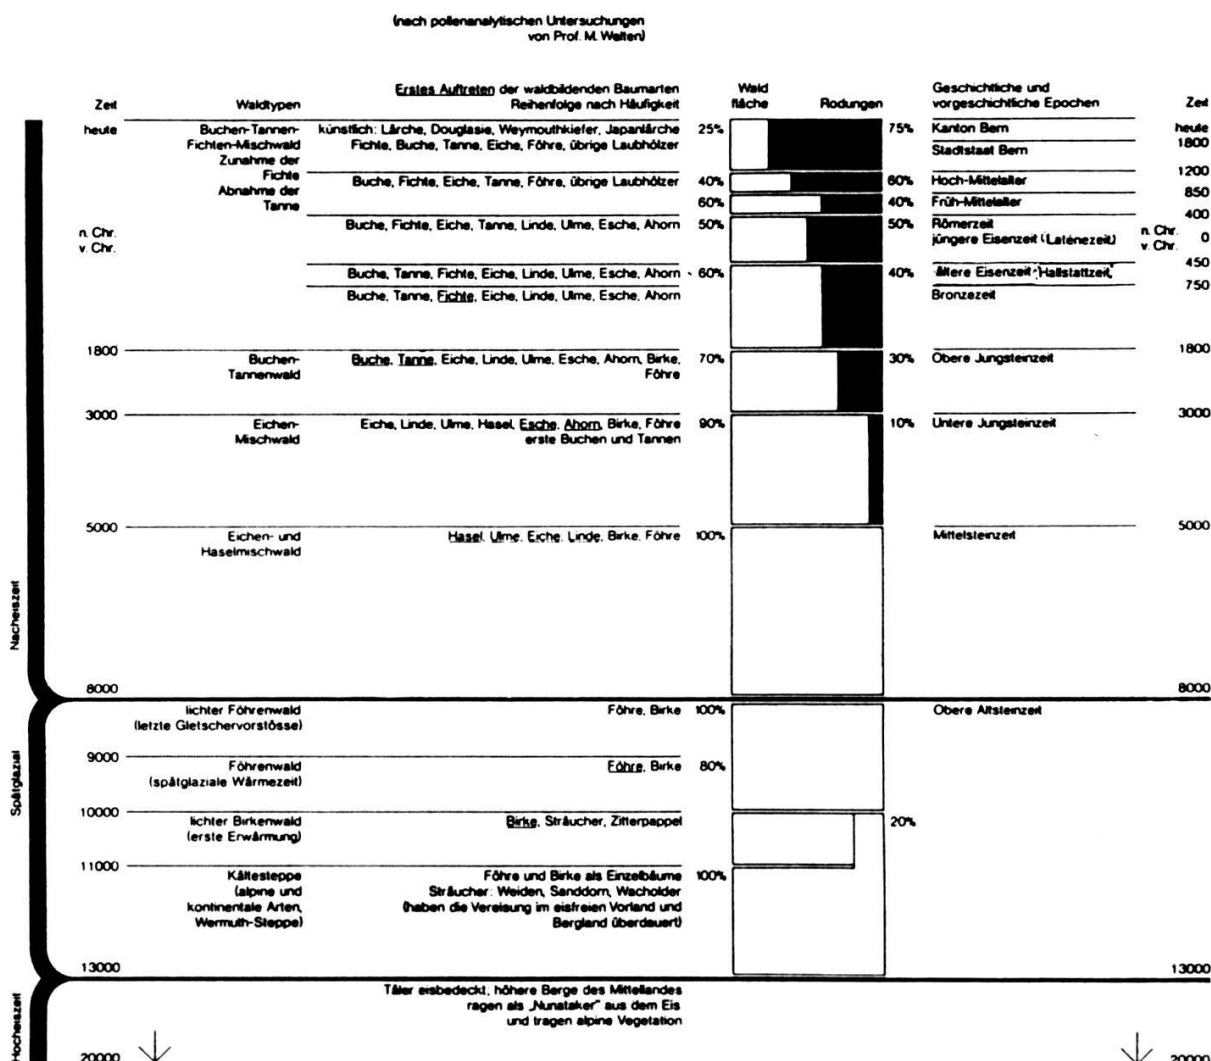 (nach pollenanalytischen Untersuchungen
von Prof. M. Welten)
Zeit
Waldtypen
Erstes Auftreten der waldbildenden Baumarten
Reihenfolge nach Häufigkeit
Wald
fläche
Rodungen
Geschichtliche und
vorgeschichtliche Epochen
Zeit
heute
Buchen-Tannen-
Fichten-Mischwald
Zunahme der
Fichte
Abnahme der
Tanne
künstlich: Lärche, Douglasie, Weymouthkiefer, Japanlärche
Fichte, Buche, Tanne, Eiche, Föhre, übrige Laubhölzer
25%
75%
Kanton Bern
heute
1800
Stadtstaat Bern
1200
Buche, Fichte, Eiche, Tanne, Föhre, übrige Laubhölzer
40%
60%
Hoch-Mittelalter
850
60%
40%
Früh-Mittelalter
400
n. Chr.
v. Chr.
Buche, Fichte, Eiche, Tanne, Linde, Ulme, Esche, Ahorn
50%
50%
Römerzeit
jüngere Eisenzeit (Latènezeit)
n. Chr.
v. Chr.
0
450
Buche, Tanne, Fichte, Eiche, Linde, Ulme, Esche, Ahorn
60%
40%
ältere Eisenzeit (Hallstattzeit)
750
Buche, Tanne, Fichte, Eiche, Linde, Ulme, Esche, Ahorn
Bronzezeit
1800
Buchen-
Tannenwald
Buche, Tanne, Eiche, Linde, Ulme, Esche, Ahorn, Birke,
Föhre
70%
30%
Obere Jungsteinzeit
1800
3000
Eichen-
Mischwald
Eiche, Linde, Ulme, Hasel, Esche, Ahorn, Birke, Föhre
erste Buchen und Tannen
90%
10%
Untere Jungsteinzeit
3000
5000
Eichen- und
Haselmischwald
Hasel, Ulme, Eiche, Linde, Birke, Föhre
100%
Mittelsteinzeit
5000
Nacheiszeit
8000
8000
lichter Föhrenwald
(letzte Gletschervorstösse)
Föhre, Birke
100%
Obere Altsteinzeit
Spätglazial
9000
Föhrenwald
(spätglaziale Wärmezeit)
Föhre, Birke
80%
10000
lichter Birkenwald
(erste Erwärmung)
Birke, Sträucher, Zitterpappel
20%
11000
Kältesteppe
(alpine und
kontinentale Arten,
Wermuth-Steppe)
Föhre und Birke als Einzelbäume
Sträucher: Weiden, Sanddorn, Wacholder
(haben die Vereisung im eisfreien Vorland und
Bergland überdauert)
100%
13000
13000
Hocheiszeit
Täler eisbedeckt, höhere Berge des Mittellandes
ragen als „Nunataker" aus dem Eis
und tragen alpine Vegetation
20000
20000